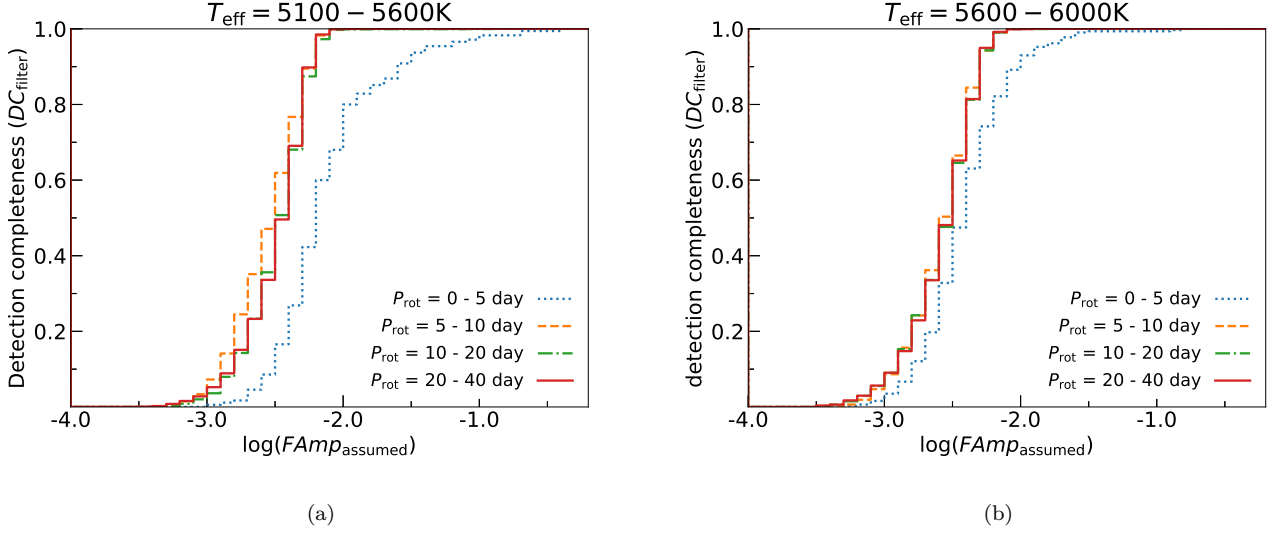 T_eff = 5100 − 5600K
Detection completeness (DC_filter)
1.0
0.8
0.6
0.4
0.2
P_rot = 0 - 5 day
P_rot = 5 - 10 day
P_rot = 10 - 20 day
P_rot = 20 - 40 day
-4.0 -3.0 -2.0 -1.0
log(FAmp_assumed)
(a)
T_eff = 5600 − 6000K
detection completeness (DC_filter)
1.0
0.8
0.6
0.4
0.2
P_rot = 0 - 5 day
P_rot = 5 - 10 day
P_rot = 10 - 20 day
P_rot = 20 - 40 day
-4.0 -3.0 -2.0 -1.0
log(FAmp_assumed)
(b)